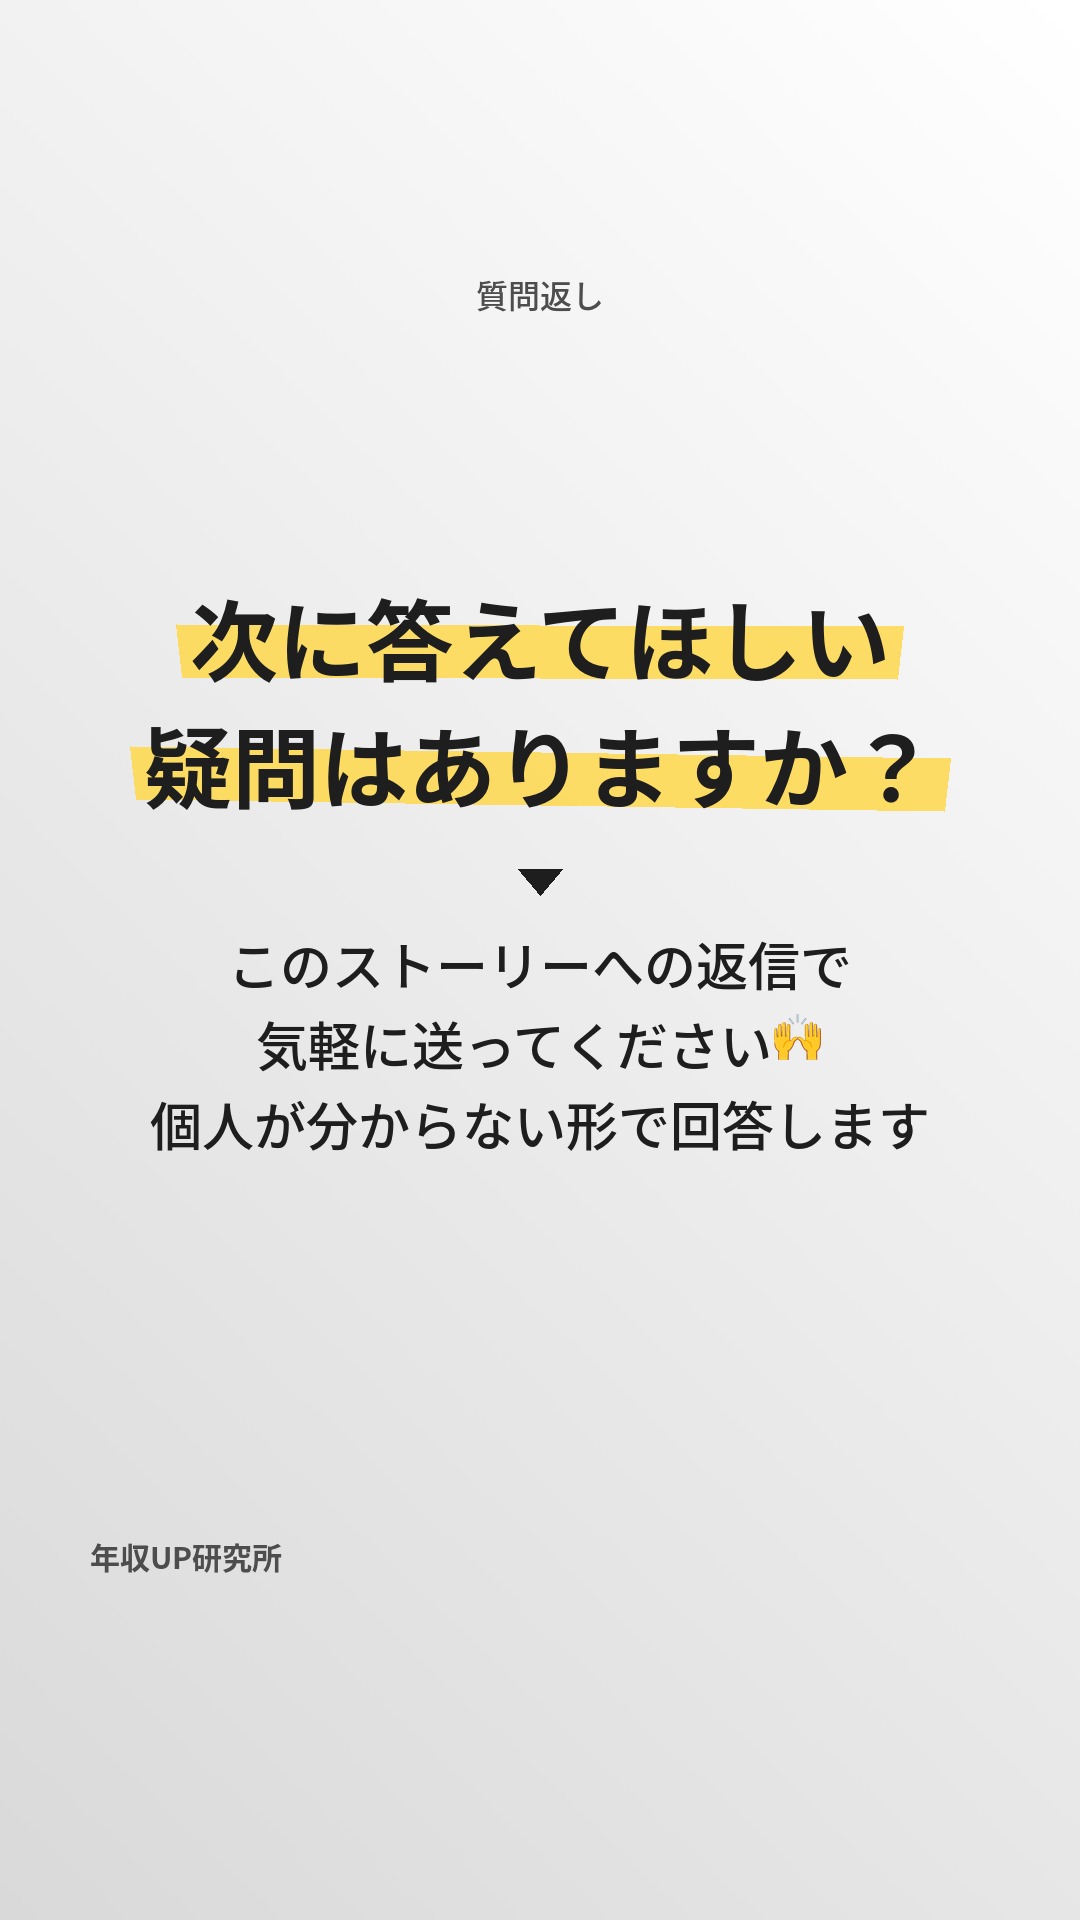 質問返し
次に答えてほしい
疑問はありますか？
このストーリーへの返信で
気軽に送ってください🙌
個人が分からない形で回答します
年収UP研究所